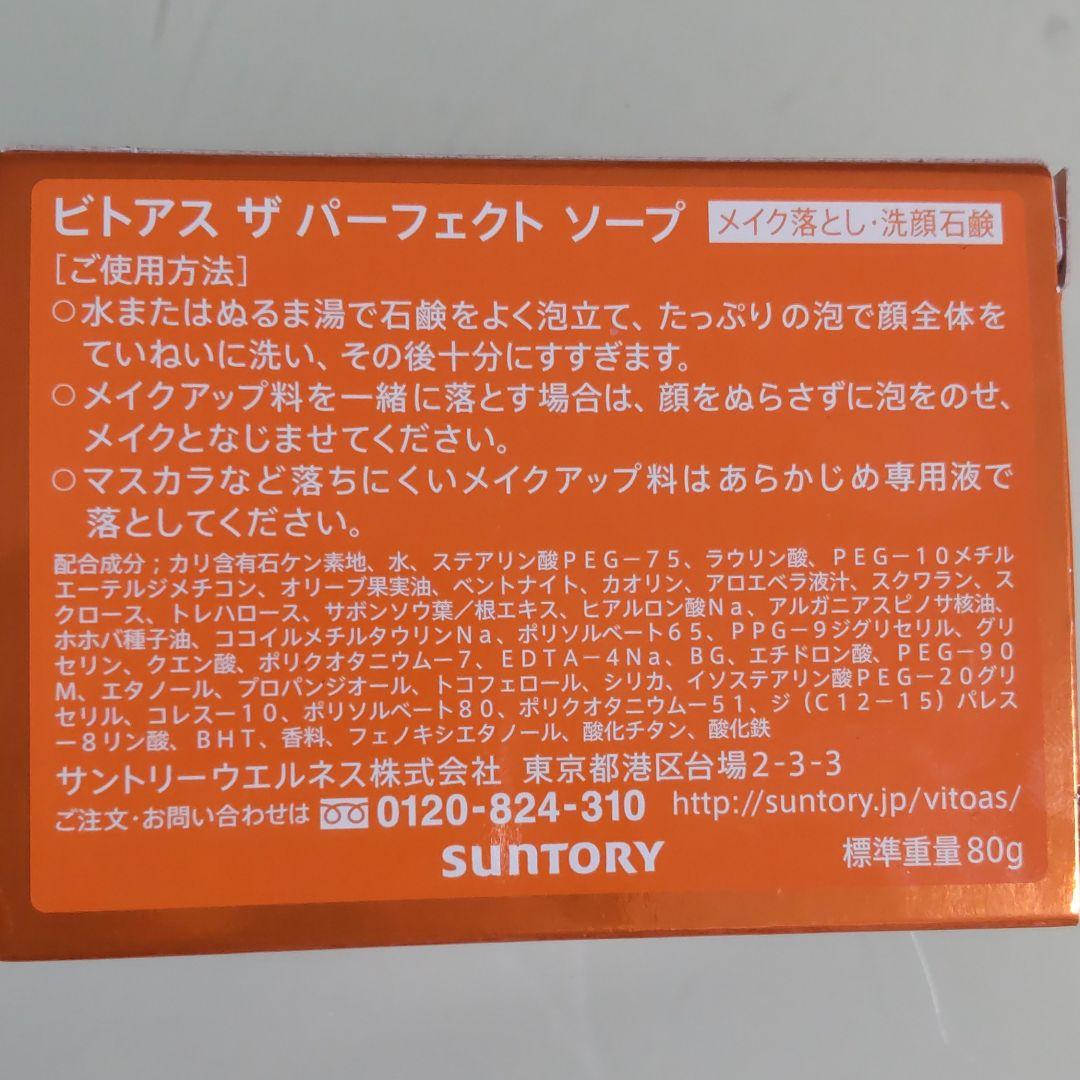 ビトアス ザ パーフェクト ソープ メイク落とし・洗顔石鹸
[ご使用方法]
○水またはぬるま湯で石鹸をよく泡立て、たっぷりの泡で顔全体を
ていねいに洗い、その後十分にすすぎます。
○メイクアップ料を一緒に落とす場合は、顔をぬらさずに泡をのせ、
メイクとなじませてください。
○マスカラなど落ちにくいメイクアップ料はあらかじめ専用液で
落としてください。
配合成分；カリ含有石ケン素地、水、ステアリン酸PEG－75、ラウリン酸、PEG－10メチル
エーテルジメチコン、オリーブ果実油、ベントナイト、カオリン、アロエベラ液汁、スクワラン、ス
クロース、トレハロース、サボンソウ葉／根エキス、ヒアルロン酸Na、アルガニアスピノサ核油、
ホホバ種子油、ココイルメチルタウリンNa、ポリソルベート65、PPG－9ジグリセリル、グリ
セリン、クエン酸、ポリクオタニウム－7、EDTA－4Na、BG、エチドロン酸、PEG－90
M、エタノール、プロパンジオール、トコフェロール、シリカ、イソステアリン酸PEG－20グリ
セリル、コレス－10、ポリソルベート80、ポリクオタニウム－51、ジ（C12－15）パレス
－8リン酸、BHT、香料、フェノキシエタノール、酸化チタン、酸化鉄
サントリーウエルネス株式会社 東京都港区台場2-3-3
ご注文・お問い合わせは 0120-824-310 http://suntory.jp/vitoas/
SUNTORY 標準重量80g